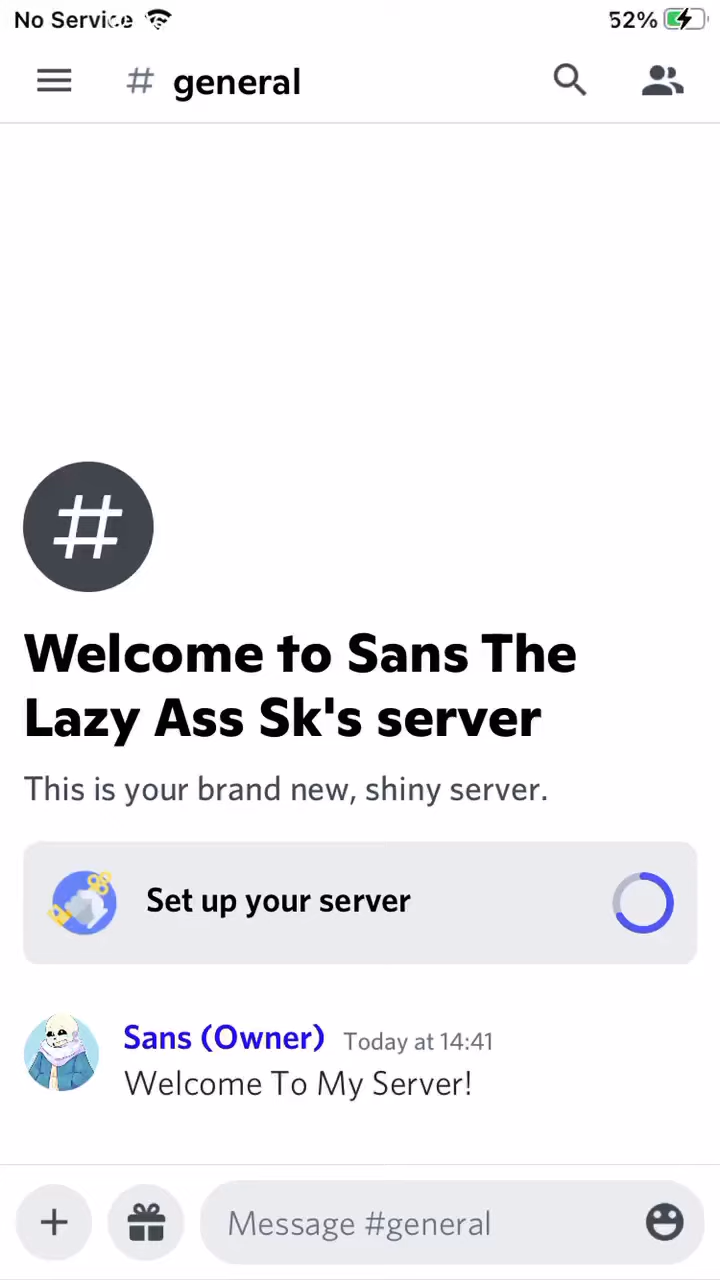 No Service
52%
# general
#
Welcome to Sans The
Lazy Ass Sk's server
This is your brand new, shiny server.
Set up your server
Sans (Owner) Today at 14:41
Welcome To My Server!
Message #general